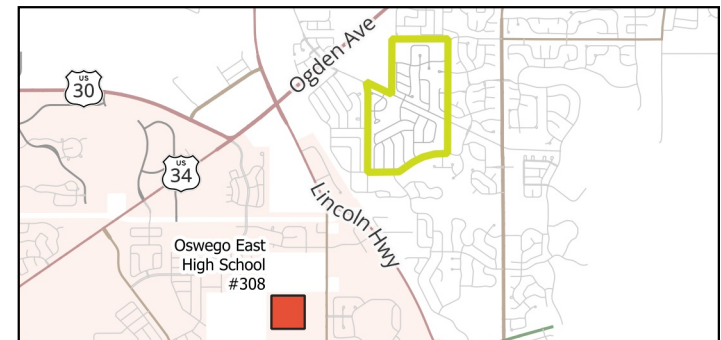 Ogden Ave
US
30
US
34
Lincoln Hwy
Oswego East
High School
#308